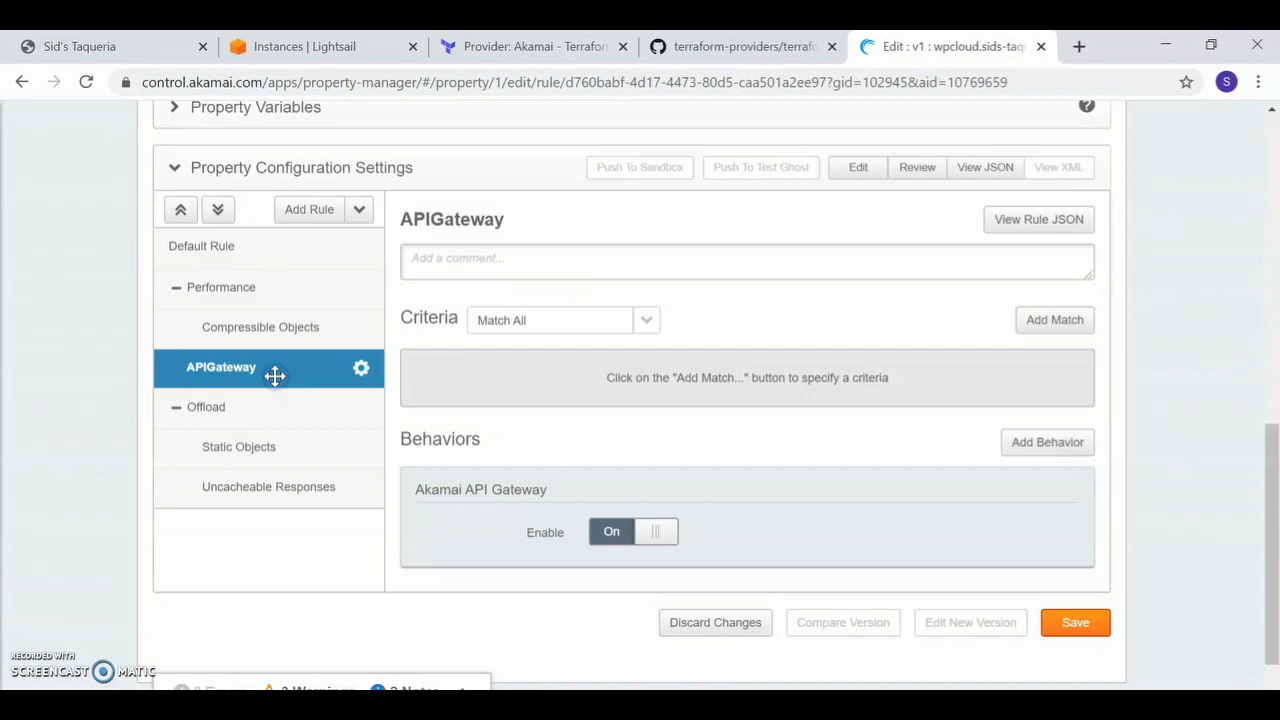 Sid's Taqueria
Instances | Lightsail
Provider: Akamai - Terraform
terraform-providers/terrafo
Edit : v1 : wpcloud.sids-taq
control.akamai.com/apps/property-manager/#/property/1/edit/rule/d760babf-4d17-4473-80d5-caa501a2ee97?gid=102945&aid=10769659
S
Property Variables
Property Configuration Settings
Push To Sandbox
Push To Test Ghost
Edit
Review
View JSON
View XML
Add Rule
APIGateway
View Rule JSON
Default Rule
Add a comment...
Performance
Criteria
Match All
Add Match
Compressible Objects
APIGateway
Click on the "Add Match..." button to specify a criteria
Offload
Behaviors
Add Behavior
Static Objects
Uncacheable Responses
Akamai API Gateway
Enable
On
Discard Changes
Compare Version
Edit New Version
Save
RECORDED WITH
SCREENCAST MATIC